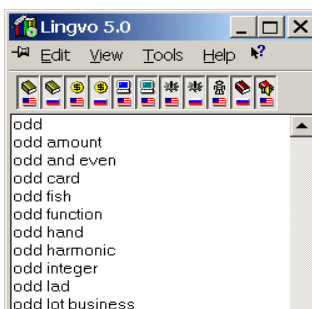 Lingvo 5.0
Edit View Tools Help
odd
odd amount
odd and even
odd card
odd fish
odd function
odd hand
odd harmonic
odd integer
odd lad
odd lot business